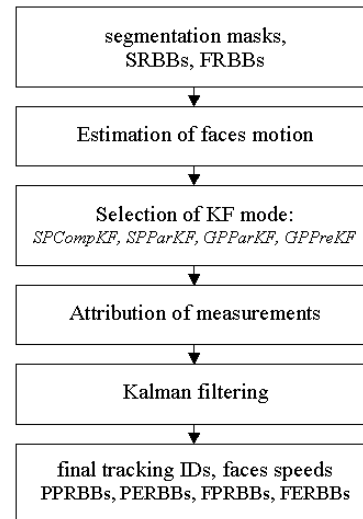 segmentation masks,
SRBBs, FRBBs
Estimation of faces motion
Selection of KF mode:
SPCompKF, SPParKF, GPParKF, GPPreKF
Attribution of measurements
Kalman filtering
final tracking IDs, faces speeds
PPRBBs, PERBBs, FPRBBs, FERBBs